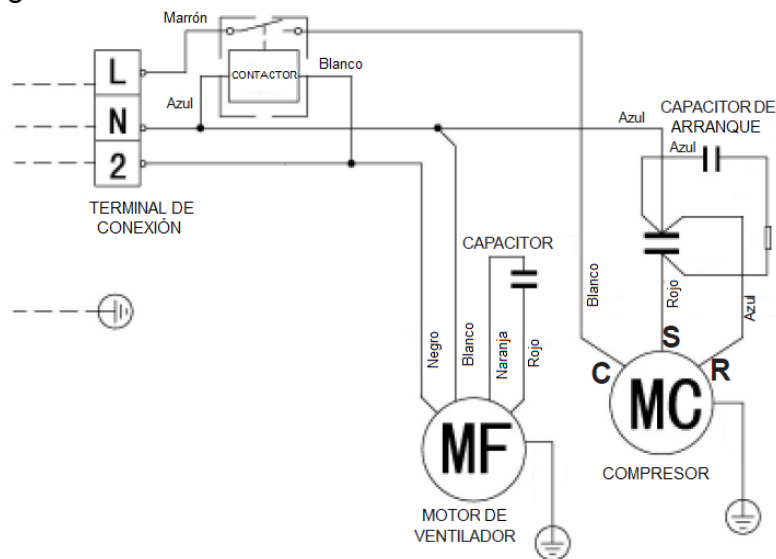 g
Marrón
L
CONTACTOR
Blanco
Azul
N
2
TERMINAL DE
CONEXIÓN
Azul
CAPACITOR DE
ARRANQUE
Azul
CAPACITOR
Negro
Blanco
Naranja
Rojo
Blanco
Rojo
Azul
C
S
R
MC
COMPRESOR
MF
MOTOR DE
VENTILADOR